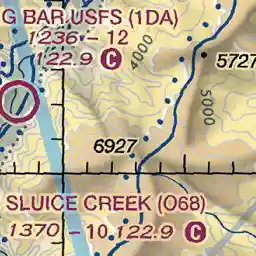 G BAR USFS (1DA)
1236 - 12
122.9 C
4000
5727
5000
6927
SLUICE CREEK (O68)
1370 - 10 122.9 C